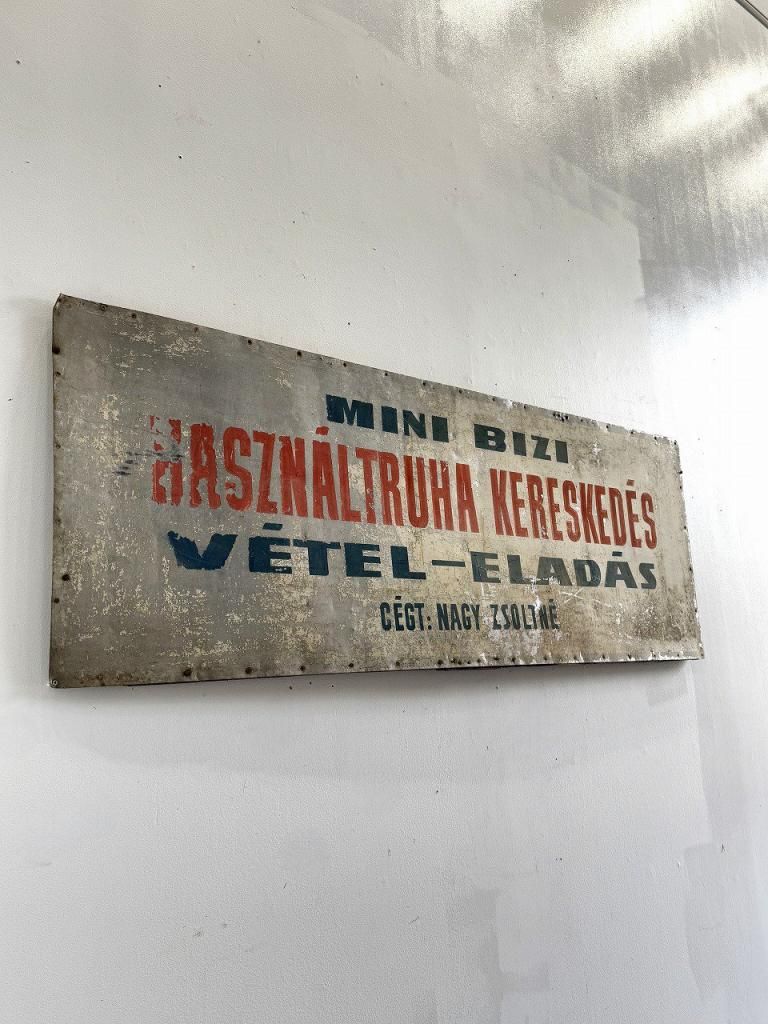 MINI BIZI
HASZNÁLTRUHA KERESKEDÉS
VÉTEL-ELADÁS
CÉGT: NAGY ZSOLTNÉ